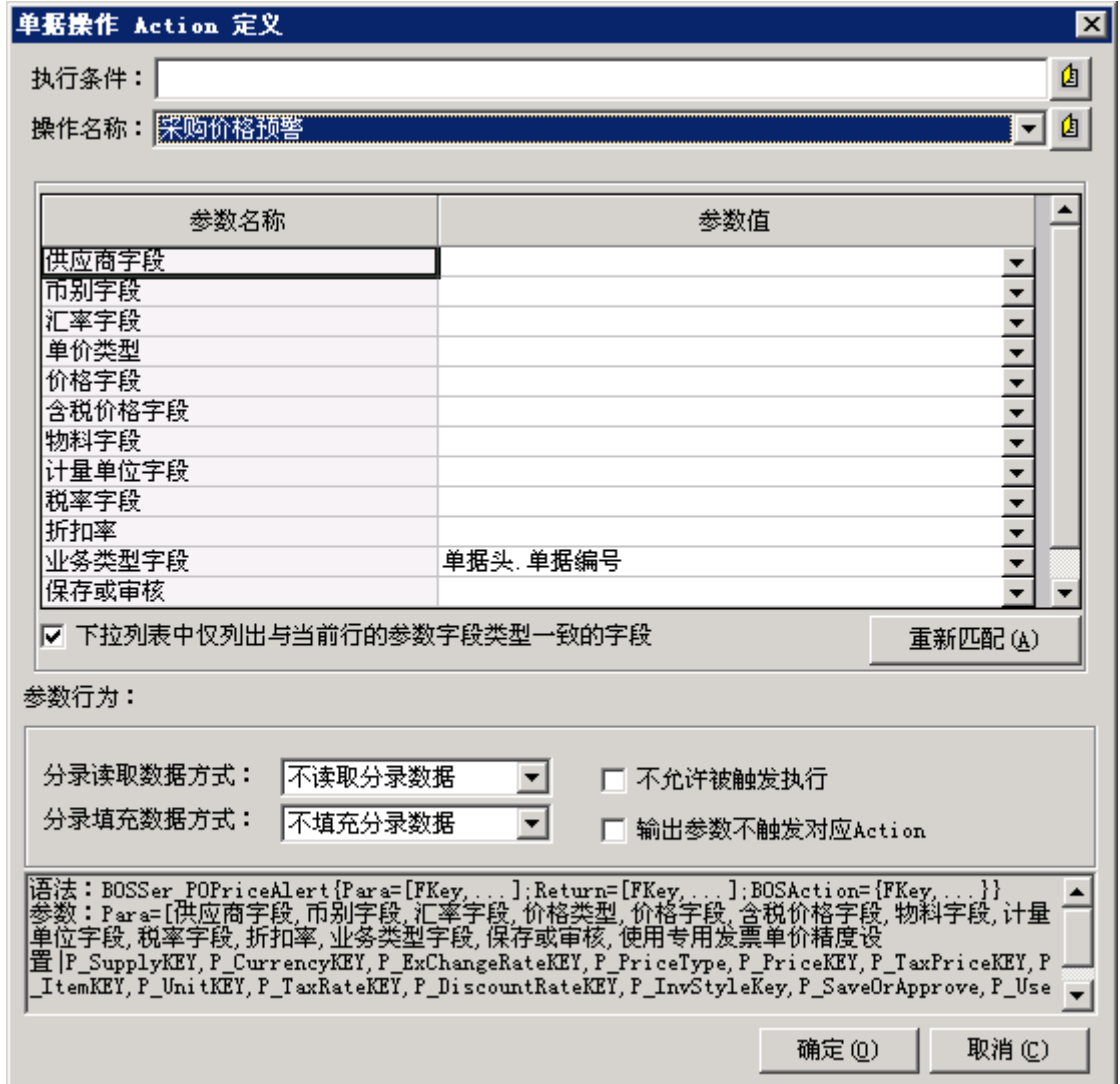 单据操作 Action 定义
执行条件：
操作名称： 采购价格预警
参数名称 参数值
供应商字段
币别字段
汇率字段
单价类型
价格字段
含税价格字段
物料字段
计量单位字段
税率字段
折扣率
业务类型字段 单据头.单据编号
保存或审核
下拉列表中仅列出与当前行的参数字段类型一致的字段 重新匹配(A)
参数行为：
分录读取数据方式： 不读取分录数据 不允许被触发执行
分录填充数据方式： 不填充分录数据 输出参数不触发对应Action
语法：BOSSer_POPriceAlert{Para=[FKey,...];Return=[FKey,...];BOSAction={FKey,...}}
参数：Para=[供应商字段,币别字段,汇率字段,价格类型,价格字段,含税价格字段,物料字段,计量
单位字段,税率字段,折扣率,业务类型字段,保存或审核,使用专用发票单价精度设
置|P_SupplyKEY,P_CurrencyKEY,P_ExChangeRateKEY,P_PriceType,P_PriceKEY,P_TaxPriceKEY,P
_ItemKEY,P_UnitKEY,P_TaxRateKEY,P_DiscountRateKEY,P_InvStyleKey,P_SaveOrApprove,P_Use
确定(O) 取消(C)